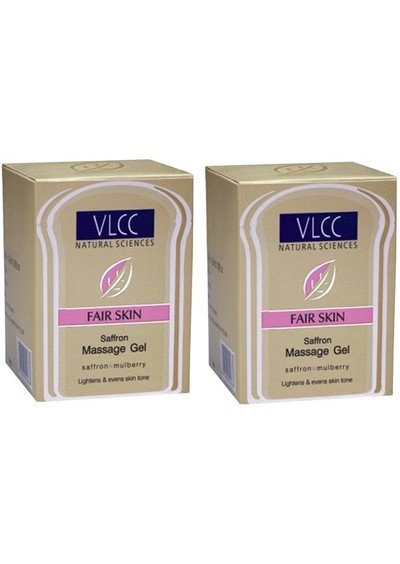 VLCC
NATURAL SCIENCES
FAIR SKIN
Saffron
Massage Gel
saffron mulberry
Lightens & evens skin tone
VLCC
NATURAL SCIENCES
FAIR SKIN
Saffron
Massage Gel
saffron mulberry
Lightens & evens skin tone